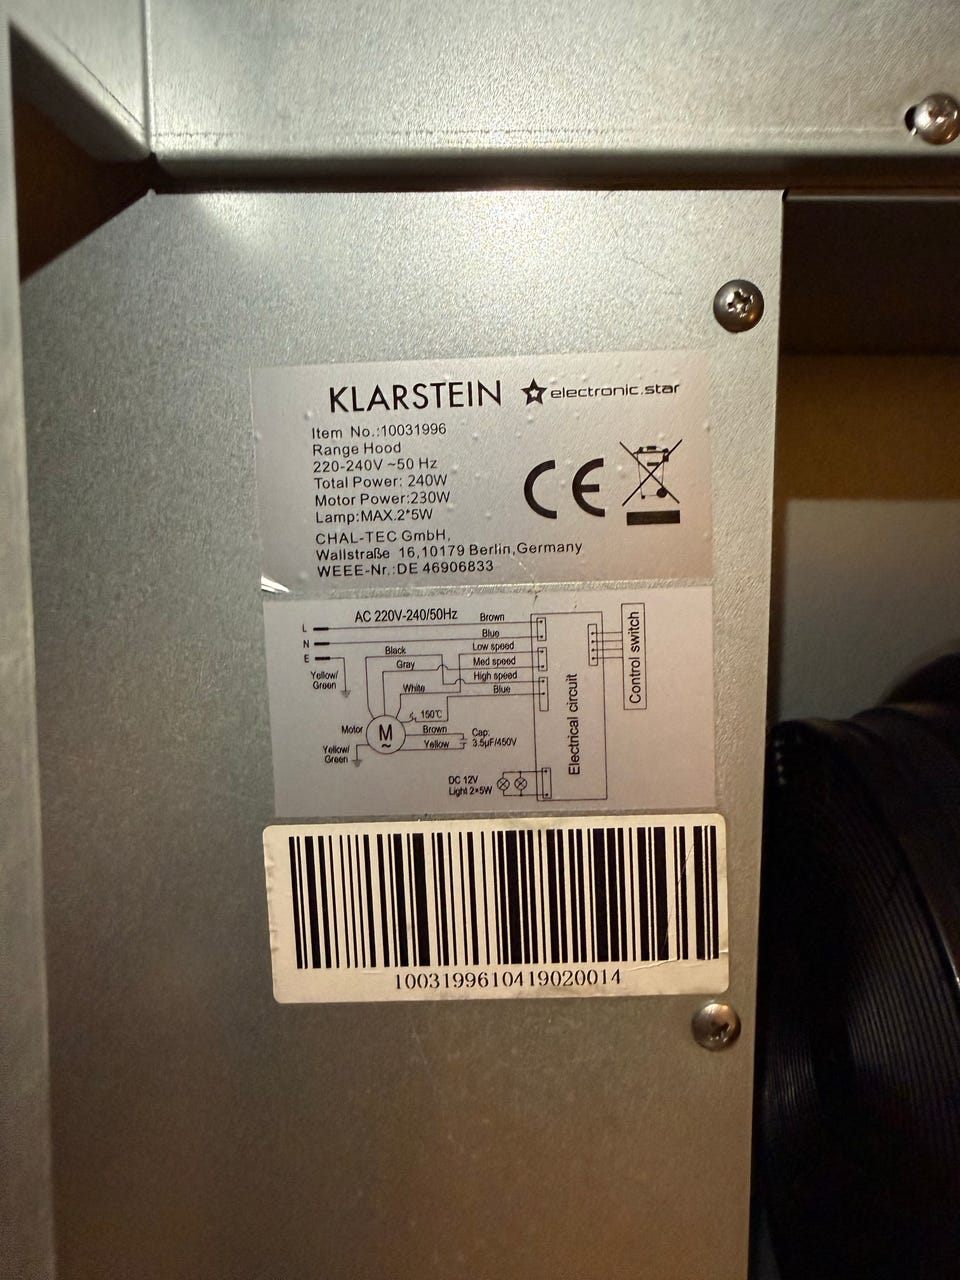 KLARSTEIN electronic.star
Item No.:10031996
Range Hood
220-240V ~50 Hz
Total Power: 240W
Motor Power:230W
Lamp:MAX.2*5W
CE
CHAL-TEC GmbH,
Wallstraße 16,10179 Berlin,Germany
WEEE-Nr.:DE 46906833
AC 220V-240/50Hz
Brown
L
Blue
N
Low speed
Black
E
Med speed
Gray
High speed
Yellow/
Green
White
Blue
150℃
Motor
M
~
Brown
Yellow
Cap:
3.5μF/450V
Yellow/
Green
DC 12V
Light 2×5W
Electrical circuit
Control switch
1003199610419020014